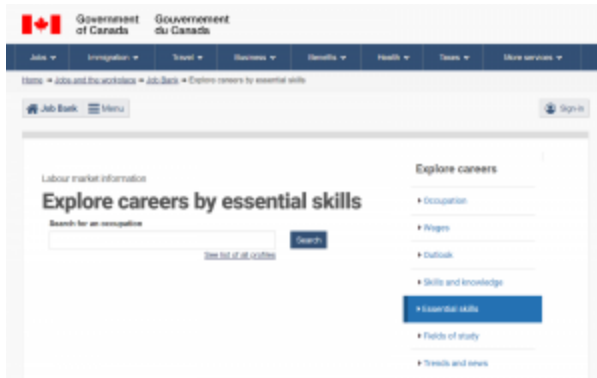 Government Gouvernement
of Canada du Canada
Jobs Immigration Travel Business Benefits Health Taxes More services
Home → Jobs and the workplace → Job Bank → Explore careers by essential skills
Job Bank Menu Sign in
Labour market information
Explore careers by essential skills
Search for an occupation
Search
See list of all profiles
Explore careers
Occupation
Wages
Outlook
Skills and knowledge
Essential skills
Fields of study
Trends and news